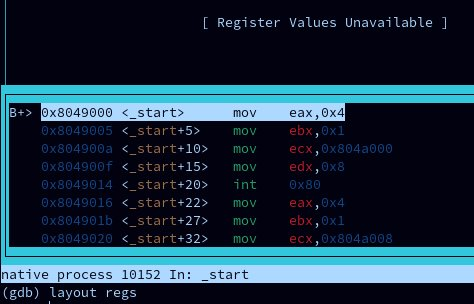 [ Register Values Unavailable ]
B+> 0x8049000 <_start> mov eax,0x4
0x8049005 <_start+5> mov ebx,0x1
0x804900a <_start+10> mov ecx,0x804a000
0x804900f <_start+15> mov edx,0x8
0x8049014 <_start+20> int 0x80
0x8049016 <_start+22> mov eax,0x4
0x804901b <_start+27> mov ebx,0x1
0x8049020 <_start+32> mov ecx,0x804a008
native process 10152 In: _start
(gdb) layout regs